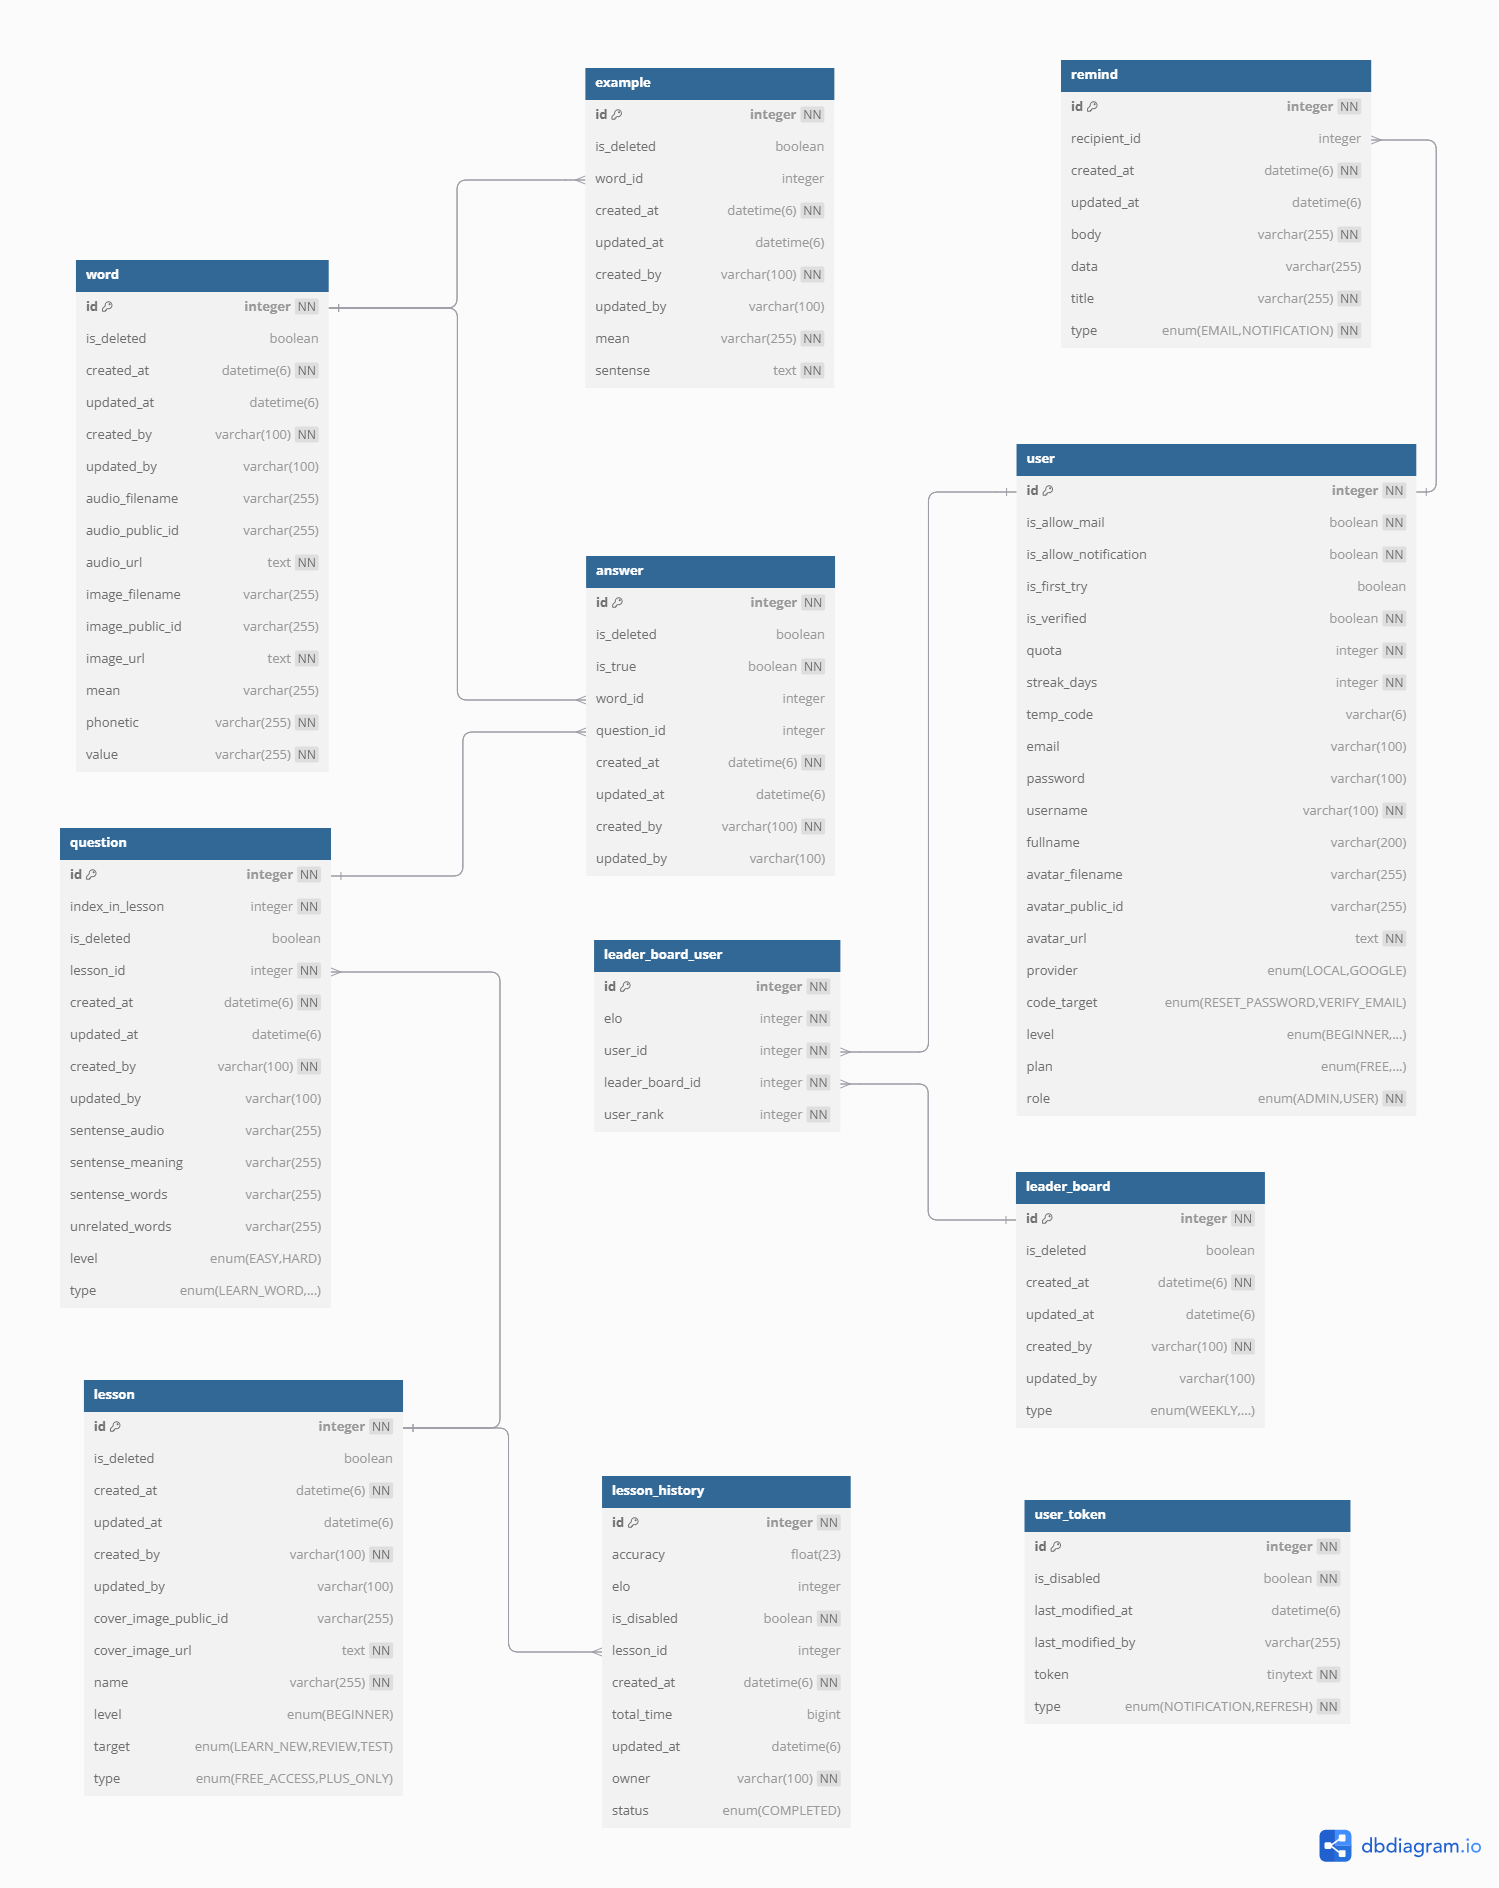 example
id integer NN
is_deleted boolean
word_id integer
created_at datetime(6) NN
updated_at datetime(6)
created_by varchar(100) NN
updated_by varchar(100)
mean varchar(255) NN
sentense text NN
remind
id integer NN
recipient_id integer
created_at datetime(6) NN
updated_at datetime(6)
body varchar(255) NN
data varchar(255)
title varchar(255) NN
type enum(EMAIL,NOTIFICATION) NN
word
id integer NN
is_deleted boolean
created_at datetime(6) NN
updated_at datetime(6)
created_by varchar(100) NN
updated_by varchar(100)
audio_filename varchar(255)
audio_public_id varchar(255)
audio_url text NN
image_filename varchar(255)
image_public_id varchar(255)
image_url text NN
mean varchar(255)
phonetic varchar(255) NN
value varchar(255) NN
user
id integer NN
is_allow_mail boolean NN
is_allow_notification boolean NN
is_first_try boolean
is_verified boolean NN
quota integer NN
streak_days integer NN
temp_code varchar(6)
email varchar(100)
password varchar(100)
username varchar(100) NN
fullname varchar(200)
avatar_filename varchar(255)
avatar_public_id varchar(255)
avatar_url text NN
provider enum(LOCAL,GOOGLE)
code_target enum(RESET_PASSWORD,VERIFY_EMAIL)
level enum(BEGINNER,...)
plan enum(FREE,...)
role enum(ADMIN,USER) NN
answer
id integer NN
is_deleted boolean
is_true boolean NN
word_id integer
question_id integer
created_at datetime(6) NN
updated_at datetime(6)
created_by varchar(100) NN
updated_by varchar(100)
question
id integer NN
index_in_lesson integer NN
is_deleted boolean
lesson_id integer NN
created_at datetime(6) NN
updated_at datetime(6)
created_by varchar(100) NN
updated_by varchar(100)
sentense_audio varchar(255)
sentense_meaning varchar(255)
sentense_words varchar(255)
unrelated_words varchar(255)
level enum(EASY,HARD)
type enum(LEARN_WORD,...)
leader_board_user
id integer NN
elo integer NN
user_id integer NN
leader_board_id integer NN
user_rank integer NN
leader_board
id integer NN
is_deleted boolean
created_at datetime(6) NN
updated_at datetime(6)
created_by varchar(100) NN
updated_by varchar(100)
type enum(WEEKLY,...)
lesson
id integer NN
is_deleted boolean
created_at datetime(6) NN
updated_at datetime(6)
created_by varchar(100) NN
updated_by varchar(100)
cover_image_public_id varchar(255)
cover_image_url text NN
name varchar(255) NN
level enum(BEGINNER)
target enum(LEARN_NEW,REVIEW,TEST)
type enum(FREE_ACCESS,PLUS_ONLY)
lesson_history
id integer NN
accuracy float(23)
elo integer
is_disabled boolean NN
lesson_id integer
created_at datetime(6) NN
total_time bigint
updated_at datetime(6)
owner varchar(100) NN
status enum(COMPLETED)
user_token
id integer NN
is_disabled boolean NN
last_modified_at datetime(6)
last_modified_by varchar(255)
token tinytext NN
type enum(NOTIFICATION,REFRESH) NN
dbdiagram.io